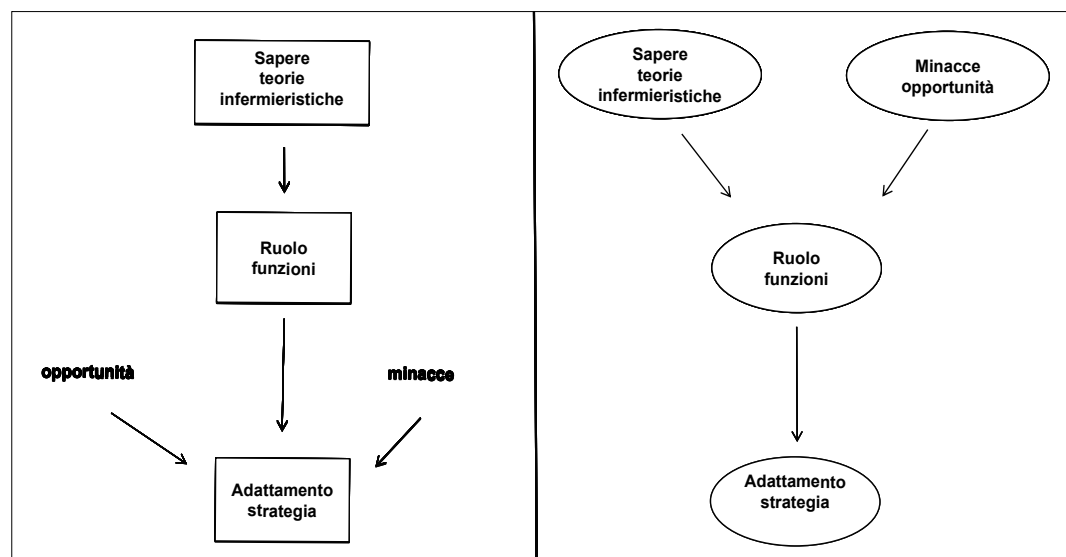 Sapere
teorie
infermieristiche
Ruolo
funzioni
opportunità
minacce
Adattamento
strategia
Sapere
teorie
infermieristiche
Minacce
opportunità
Ruolo
funzioni
Adattamento
strategia